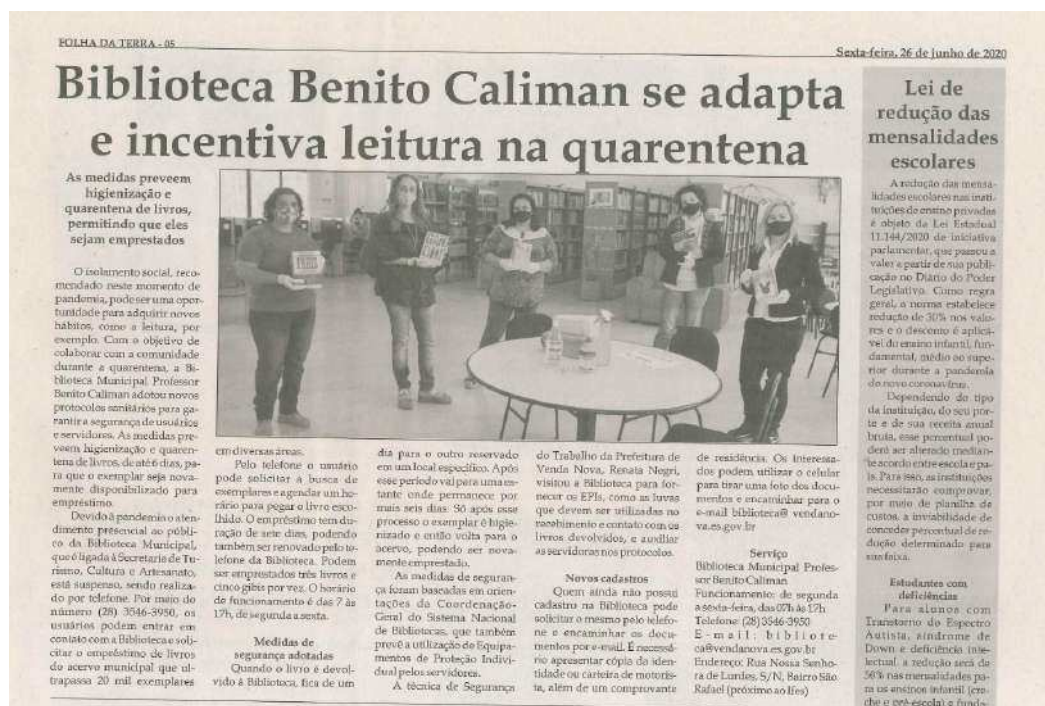 FOLHA DA TERRA - 05
Sexta-feira, 26 de Junho de 2020
Biblioteca Benito Caliman se adapta
e incentiva leitura na quarentena
As medidas preveem
higienização e
quarentena de livros,
permitindo que eles
sejam emprestados
O isolamento social, reco-
mendado neste momento de
pandemia, pode ser uma opor-
tunidade para adquirir novos
hábitos, como a leitura, por
exemplo. Com o objetivo de
colaborar com a comunidade
durante a quarentena, a Bi-
blioteca Municipal Professor
Benito Caliman adotou novos
protocolos sanitários para ga-
rantir a segurança de usuários
e servidores. As medidas pre-
veem higienização e quaren-
tena de livros, de até 6 dias, pa-
ra que o exemplar seja nova-
mente disponibilizado para
empréstimo.
Devido à pandemia o aten-
dimento presencial ao públi-
co da Biblioteca Municipal,
que é ligada à Secretaria de Tu-
rismo, Cultura e Artesanato,
está suspenso, sendo realiza-
do por telefone. Por meio do
número (28) 3546-3950, os
usuários podem entrar em
contato com a Biblioteca e soli-
citar o empréstimo de livros
do acervo municipal que ul-
trapassa 20 mil exemplares
em diversas áreas.
Pelo telefone o usuário
pode solicitar a busca de
exemplares e agendar um ho-
rário para pegar o livro esco-
lhido. O empréstimo tem du-
ração de sete dias, podendo
também ser renovado pelo te-
lefone da Biblioteca. Podem
ser emprestados três livros e
cinco gibis por vez. O horário
de funcionamento é das 7 às
17h, de segunda a sexta.
Medidas de
segurança adotadas
Quando o livro é devol-
vido à Biblioteca, fica de um
dia para o outro reservado
em um local específico. Após
esse período vai para uma es-
tante onde permanece por
mais seis dias. Só após esse
processo o exemplar é higie-
nizado e então volta para o
acervo, podendo ser nova-
mente emprestado.
As medidas de seguran-
ça foram baseadas em orien-
tações da Coordenação-
Geral do Sistema Nacional
de Bibliotecas, que também
prevê a utilização de Equipa-
mentos de Proteção Indivi-
dual pelos servidores.
A técnica de Segurança
do Trabalho da Prefeitura de
Venda Nova, Renata Negri,
visitou a Biblioteca para for-
necer os EPIs, como as luvas
que devem ser utilizadas no
recebimento e contato com os
livros devolvidos, e auxiliar
as servidoras nos protocolos.
Novos cadastros
Quem ainda não possui
cadastro na Biblioteca pode
solicitar o mesmo pelo telefo-
ne e encaminhar os docu-
mentos por e-mail. É necessá-
rio apresentar cópia da iden-
tidade ou carteira de motoris-
ta, além de um comprovante
de residência. Os interessa-
dos podem utilizar o celular
para tirar uma foto dos docu-
mentos e encaminhar para o
e-mail biblioteca@ vendano-
va.es.gov.br
Serviço
Biblioteca Municipal Profes-
sor Benito Caliman
Funcionamento: de segunda
a sexta-feira, das 07h às 17h
Telefone: (28) 3546-3950
E-mail: bibliote-
ca@vendanova.es.gov.br
Endereço: Rua Nossa Senho-
ra de Lurdes, S/N, Bairro São
Rafael (próximo ao Ifes)
Lei de
redução das
mensalidades
escolares
A redução das mensa-
lidades escolares nas insti-
tuições de ensino privadas
é objeto da Lei Estadual
11.144/2020 de iniciativa
parlamentar, que passou a
valer a partir de sua publi-
cação no Diário do Poder
Legislativo. Como regra
geral, a norma estabelece
redução de 30% nos valo-
res e o desconto é aplicá-
vel do ensino infantil, fun-
damental, médio ao supe-
rior durante a pandemia
do novo coronavírus.
Dependendo do tipo
da instituição, do seu por-
te e de sua receita anual
bruta, esse percentual po-
derá ser alterado median-
te acordo entre escola e pa-
is. Para isso, as instituições
necessitarão comprovar,
por meio de planilha de
custos, a inviabilidade de
conceder percentual de re-
dução determinado para
sua faixa.
Estudantes com
deficiências
Para alunos com
Transtorno do Espectro
Autista, síndrome de
Down e deficiência inte-
lectual, a redução será de
50% nas mensalidades pa-
ra os ensinos infantil (cre-
che e pré-escola) e funda-